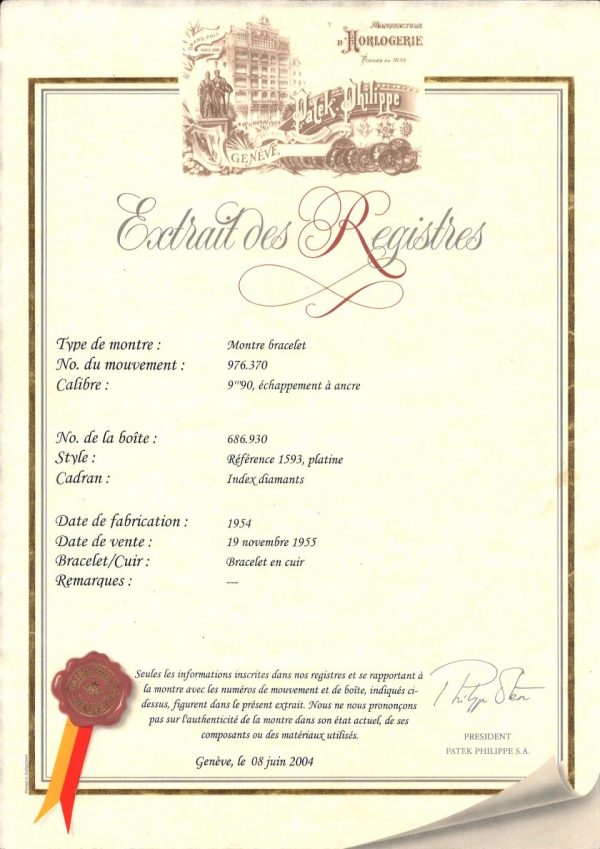 GRAND PRIX
MANUFACTURE
D'HORLOGERIE
Fondée en 1839
Patek, Philippe
GENÈVE
Extrait des Registres
Type de montre : Montre bracelet
No. du mouvement : 976.370
Calibre : 9'''90, échappement à ancre
No. de la boîte : 686.930
Style : Référence 1593, platine
Cadran : Index diamants
Date de fabrication : 1954
Date de vente : 19 novembre 1955
Bracelet/Cuir : Bracelet en cuir
Remarques : ---
Seules les informations inscrites dans nos registres et se rapportant à
la montre avec les numéros de mouvement et de boîte, indiqués ci-
dessus, figurent dans le présent extrait. Nous ne nous prononçons
pas sur l'authenticité de la montre dans son état actuel, de ses
composants ou des matériaux utilisés.
Genève, le 08 juin 2004
PRESIDENT
PATEK PHILIPPE S.A.